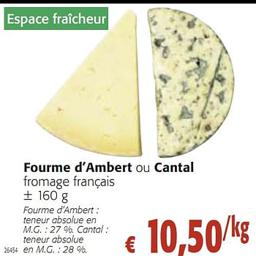 Espace fraîcheur
Fourme d'Ambert ou Cantal
fromage français
± 160 g
Fourme d'Ambert :
teneur absolue en
M.G. : 27 %. Cantal :
teneur absolue
26454 en M.G. : 28 %.
€ 10,50/kg